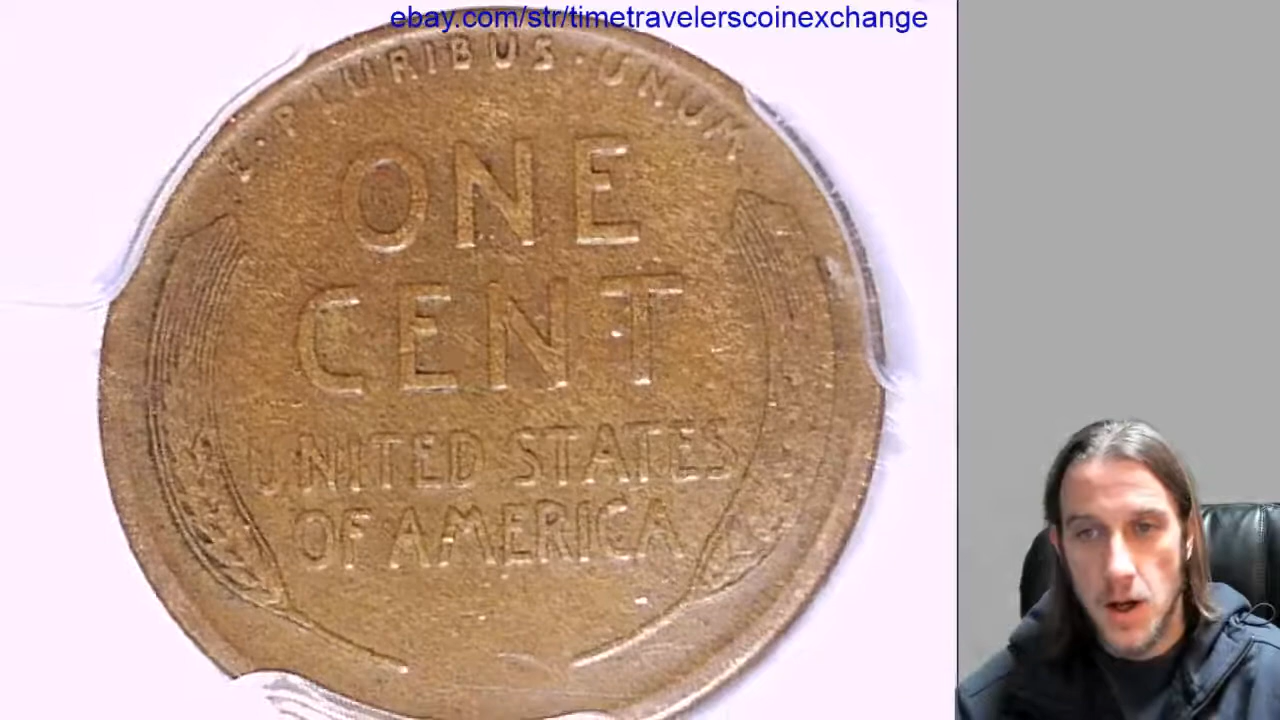 ebay.com/str/timetravelerscoinexchange
E·PLURIBUS·UNUM
ONE
CENT
UNITED STATES
OF AMERICA